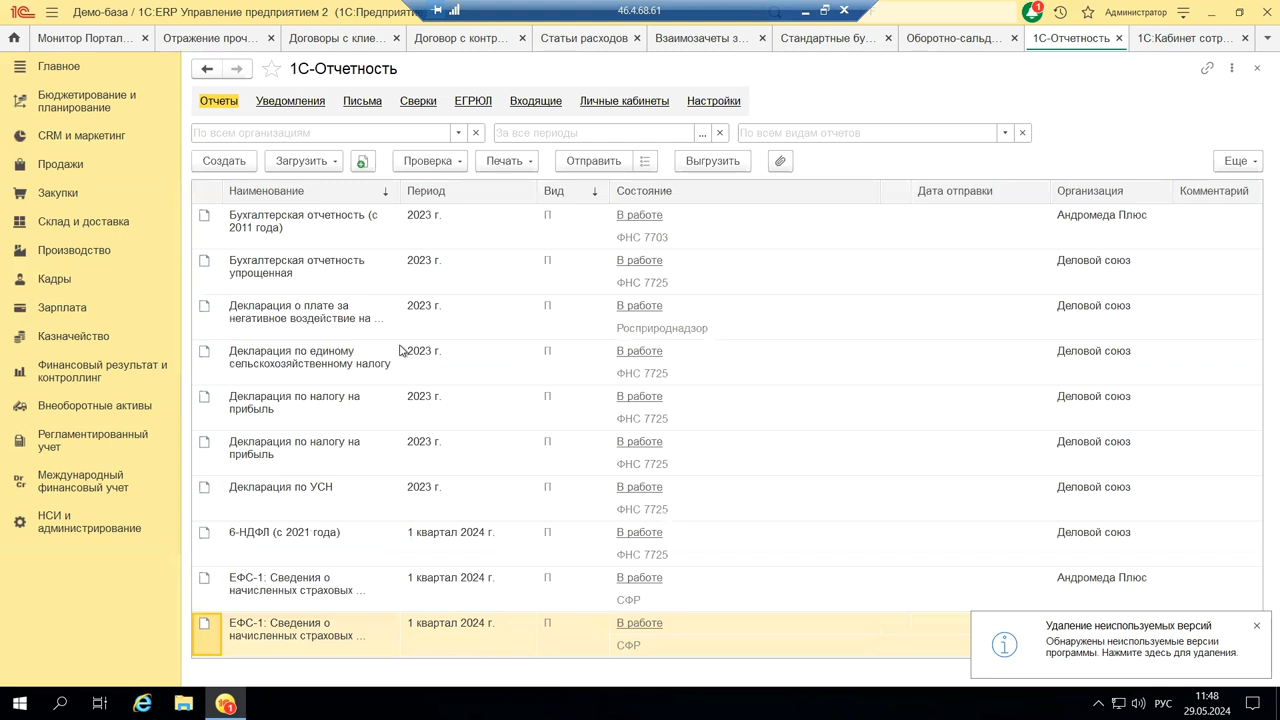 Демо-база / 1С:ERP Управление предприятием 2 (1С:Предприяти
46.4.68.61
1
Администратор
Монитор Портал...
Отражение проч...
Договоры с клие...
Договор с контр...
Статьи расходов
Взаимозачеты з...
Стандартные бу...
Оборотно-сальд...
1С-Отчетность
1С:Кабинет сотр...
Главное
Бюджетирование и
планирование
CRM и маркетинг
Продажи
Закупки
Склад и доставка
Производство
Кадры
Зарплата
Казначейство
Финансовый результат и
контроллинг
Внеоборотные активы
Регламентированный
учет
Международный
финансовый учет
НСИ и
администрирование
1С-Отчетность
Отчеты Уведомления Письма Сверки ЕГРЮЛ Входящие Личные кабинеты Настройки
По всем организациям За все периоды ... По всем видам отчетов
Создать Загрузить Проверка Печать Отправить Выгрузить Еще
Наименование Период Вид Состояние Дата отправки Организация Комментарий
Бухгалтерская отчетность (с 2023 г. П В работе Андромеда Плюс
2011 года)
ФНС 7703
Бухгалтерская отчетность 2023 г. П В работе Деловой союз
упрощенная
ФНС 7725
Декларация о плате за 2023 г. П В работе Деловой союз
негативное воздействие на ...
Росприроднадзор
Декларация по единому 2023 г. П В работе Деловой союз
сельскохозяйственному налогу
ФНС 7725
Декларация по налогу на 2023 г. П В работе Деловой союз
прибыль
ФНС 7725
Декларация по налогу на 2023 г. П В работе Деловой союз
прибыль
ФНС 7725
Декларация по УСН 2023 г. П В работе Деловой союз
ФНС 7725
6-НДФЛ (с 2021 года) 1 квартал 2024 г. П В работе Деловой союз
ФНС 7725
ЕФС-1: Сведения о 1 квартал 2024 г. П В работе Андромеда Плюс
начисленных страховых ...
СФР
ЕФС-1: Сведения о 1 квартал 2024 г. П В работе
начисленных страховых ...
СФР
Удаление неиспользуемых версий
Обнаружены неиспользуемые версии
программы. Нажмите здесь для удаления.
РУС
11:48
29.05.2024